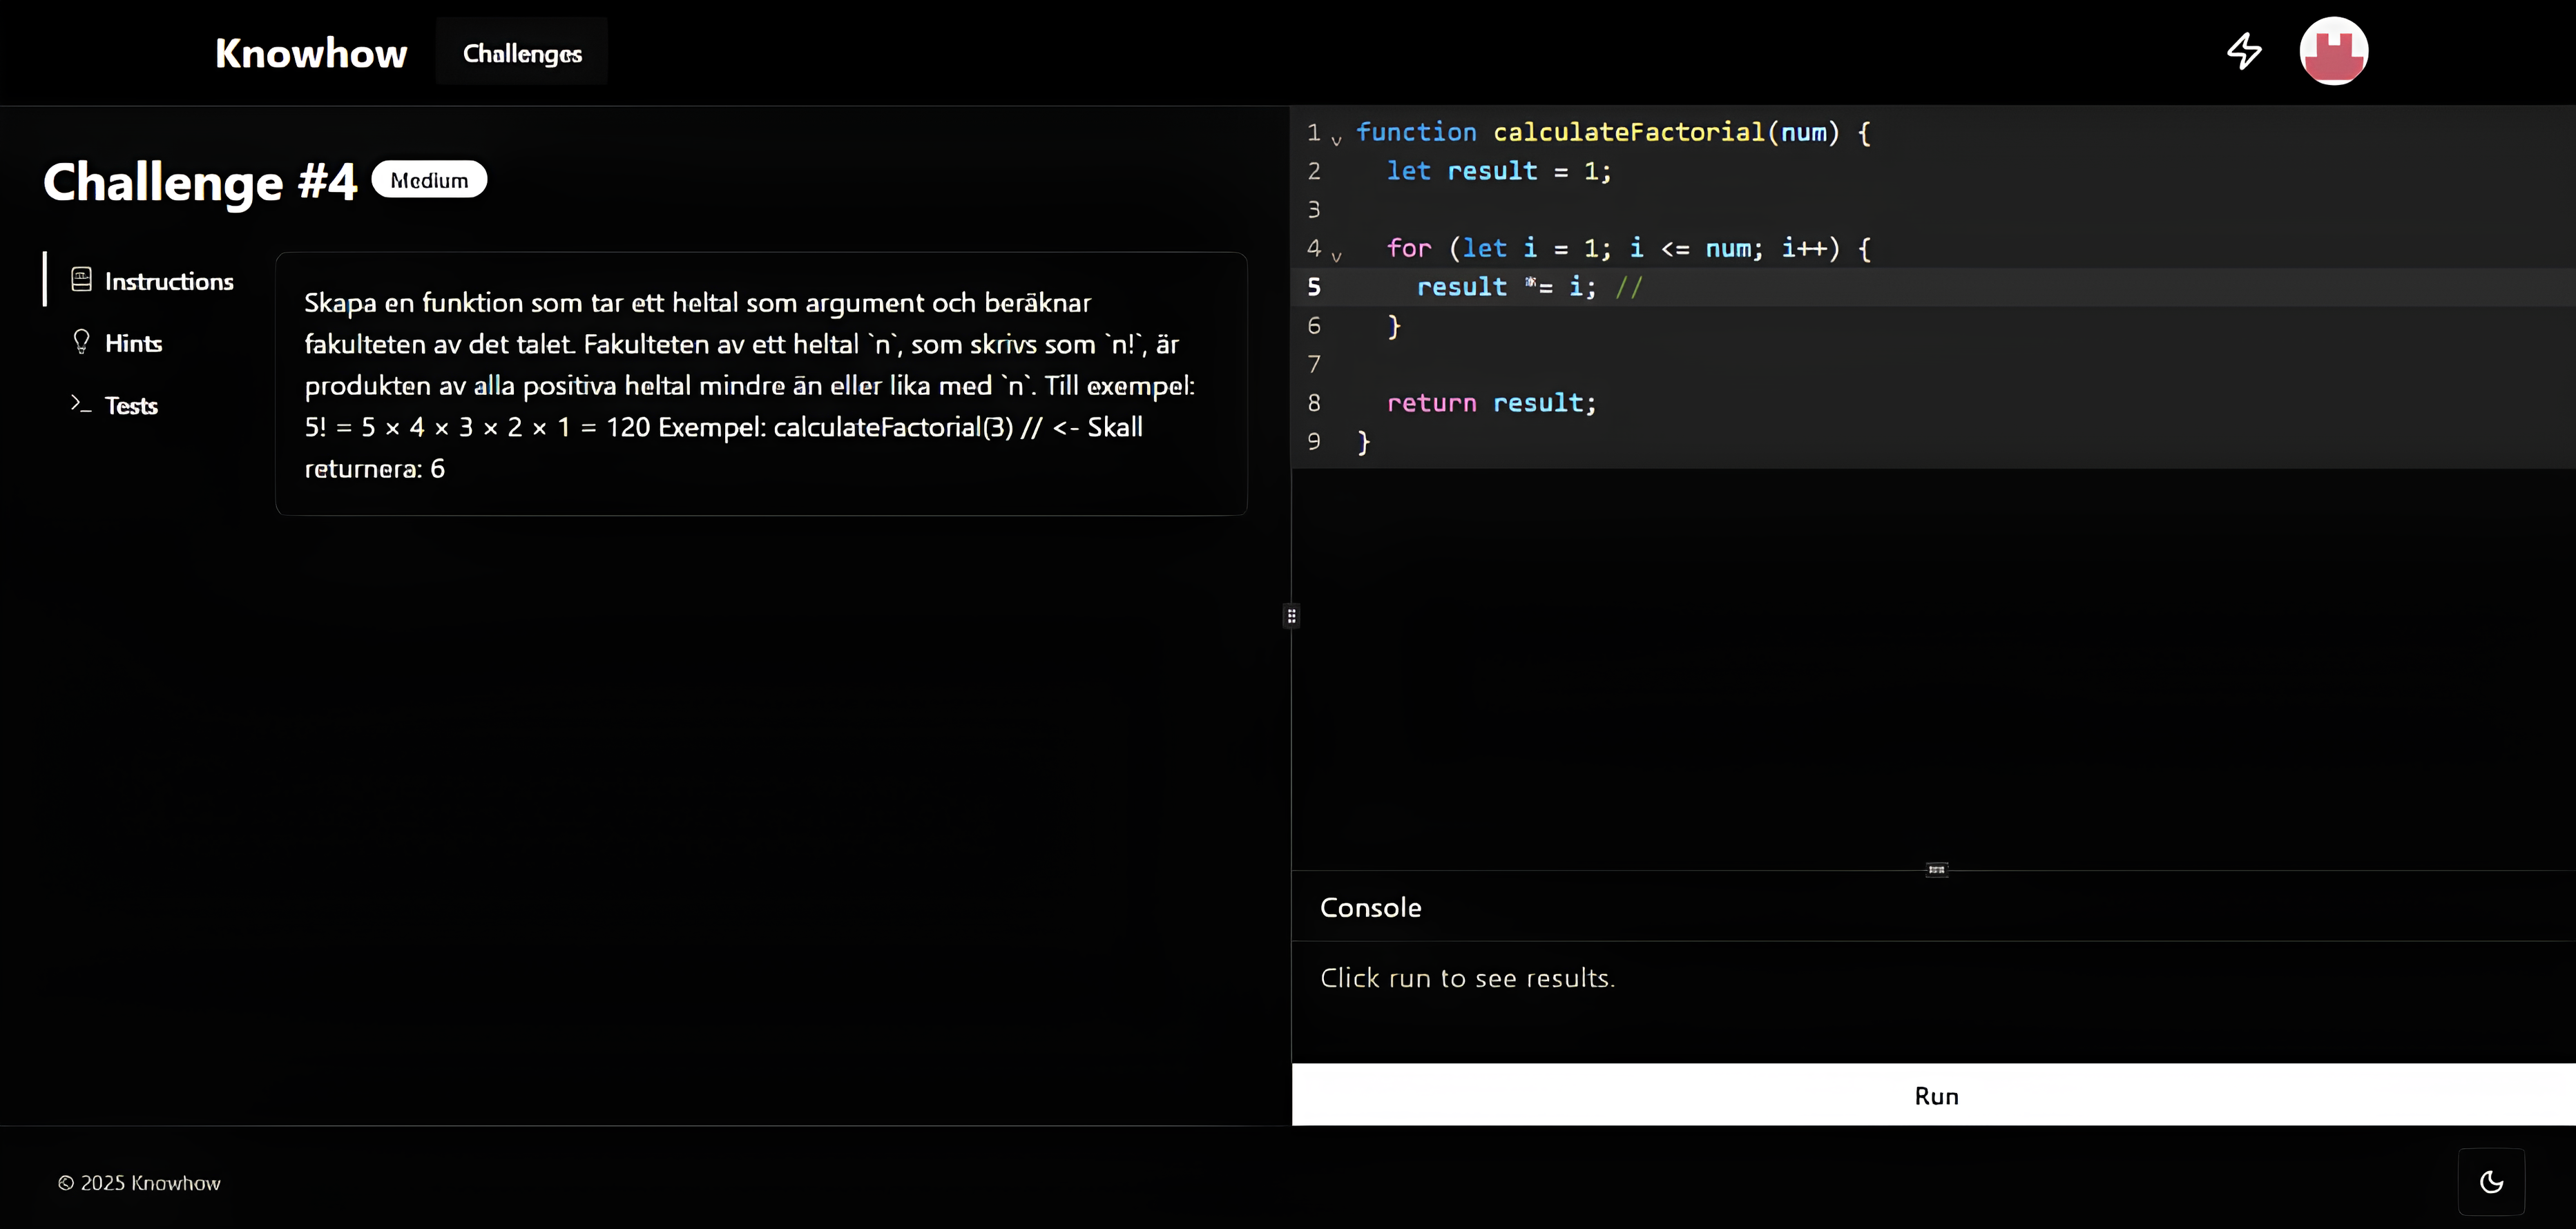 Knowhow Challenges
Challenge #4 Medium
Instructions
Hints
Tests
Skapa en funktion som tar ett heltal som argument och beräknar
fakulteten av det talet. Fakulteten av ett heltal `n`, som skrivs som `n!`, är
produkten av alla positiva heltal mindre än eller lika med `n`. Till exempel:
5! = 5 × 4 × 3 × 2 × 1 = 120 Exempel: calculateFactorial(3) // <- Skall
returnera: 6
1 function calculateFactorial(num) {
2 let result = 1;
3
4 for (let i = 1; i <= num; i++) {
5 result *= i; //
6 }
7
8 return result;
9 }
Console
Click run to see results.
Run
© 2025 Knowhow